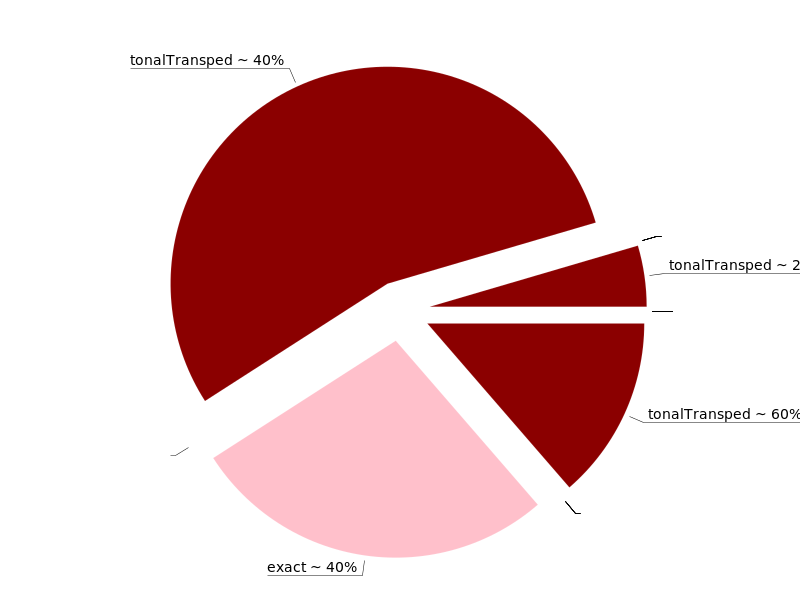 tonalTransped ~ 40%
tonalTransped ~ 2
tonalTransped ~ 60%
exact ~ 40%